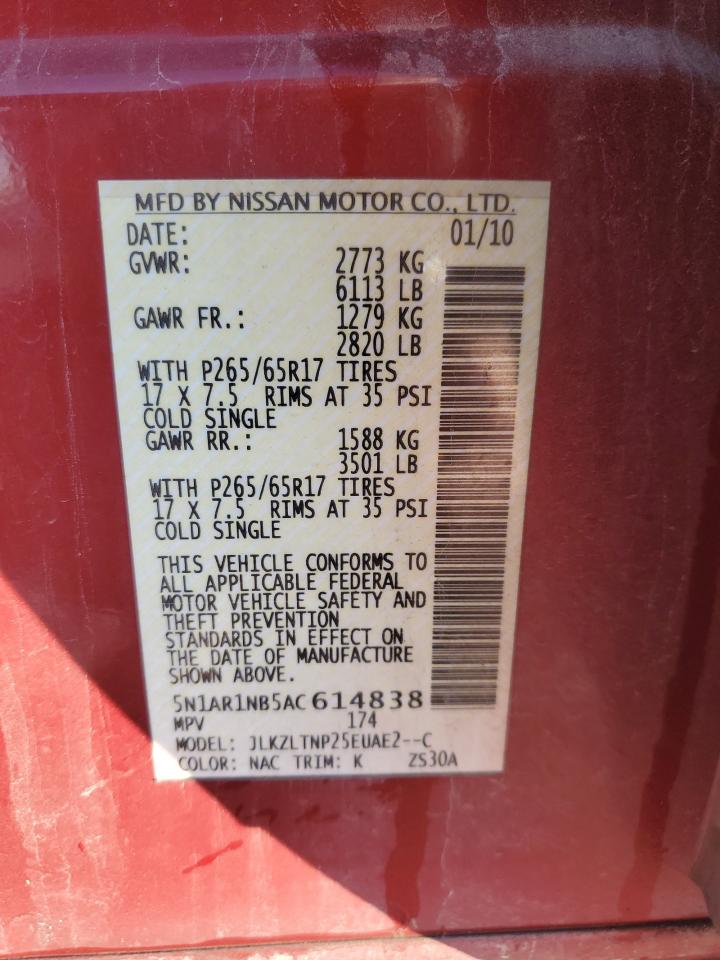 MFD BY NISSAN MOTOR CO., LTD.
DATE: 01/10
GVWR: 2773 KG
6113 LB
GAWR FR.: 1279 KG
2820 LB
WITH P265/65R17 TIRES
17 X 7.5 RIMS AT 35 PSI
COLD SINGLE
GAWR RR.: 1588 KG
3501 LB
WITH P265/65R17 TIRES
17 X 7.5 RIMS AT 35 PSI
COLD SINGLE
THIS VEHICLE CONFORMS TO
ALL APPLICABLE FEDERAL
MOTOR VEHICLE SAFETY AND
THEFT PREVENTION
STANDARDS IN EFFECT ON
THE DATE OF MANUFACTURE
SHOWN ABOVE.
5N1AR1NB5AC614838
MPV 174
MODEL: JLKZLTNP25EUAE2--C
COLOR: NAC TRIM: K ZS30A